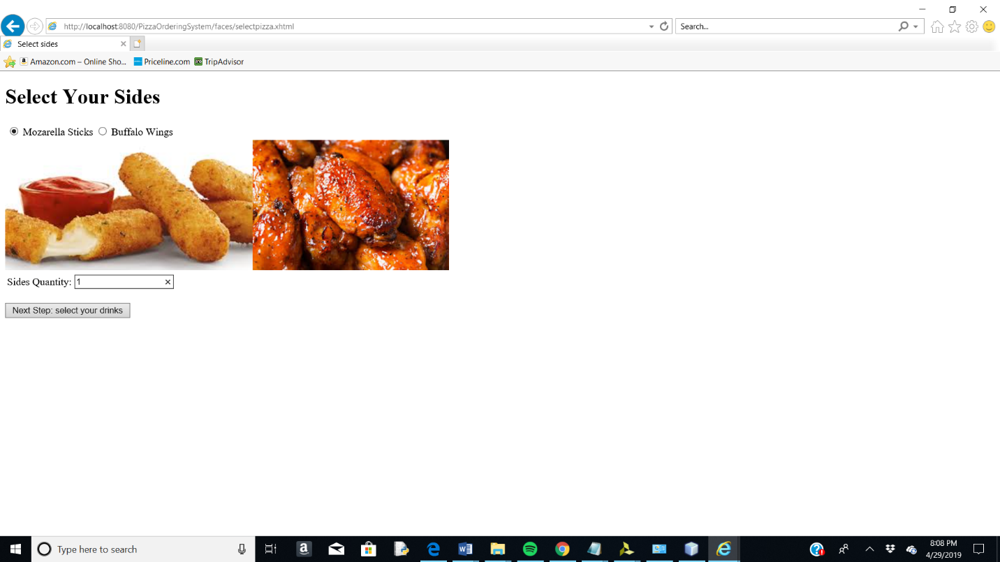 http://localhost:8080/PizzaOrderingSystem/faces/selectpizza.xhtml
Search...
Select sides
Amazon.com – Online Sho...
Priceline.com
TripAdvisor
Select Your Sides
Mozarella Sticks
Buffalo Wings
Sides Quantity: 1
Next Step: select your drinks
Type here to search
8:08 PM
4/29/2019